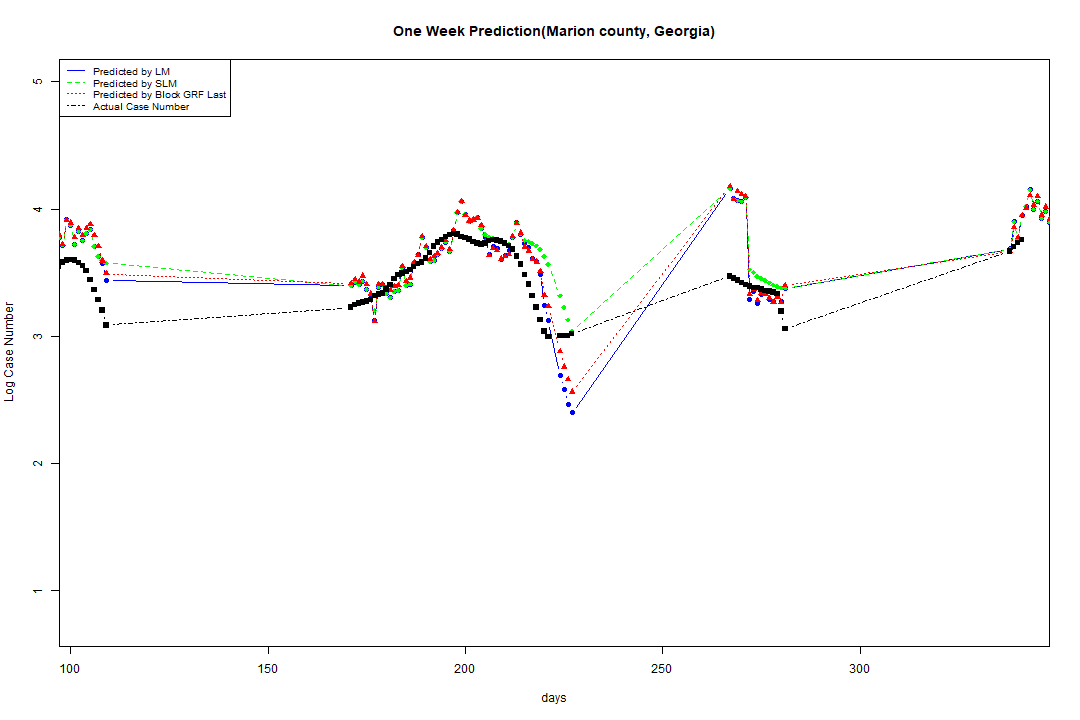 One Week Prediction(Marion county, Georgia)
Predicted by LM
Predicted by SLM
Predicted by Block GRF Last
Actual Case Number
5
4
3
2
1
Log Case Number
100 150 200 250 300
days